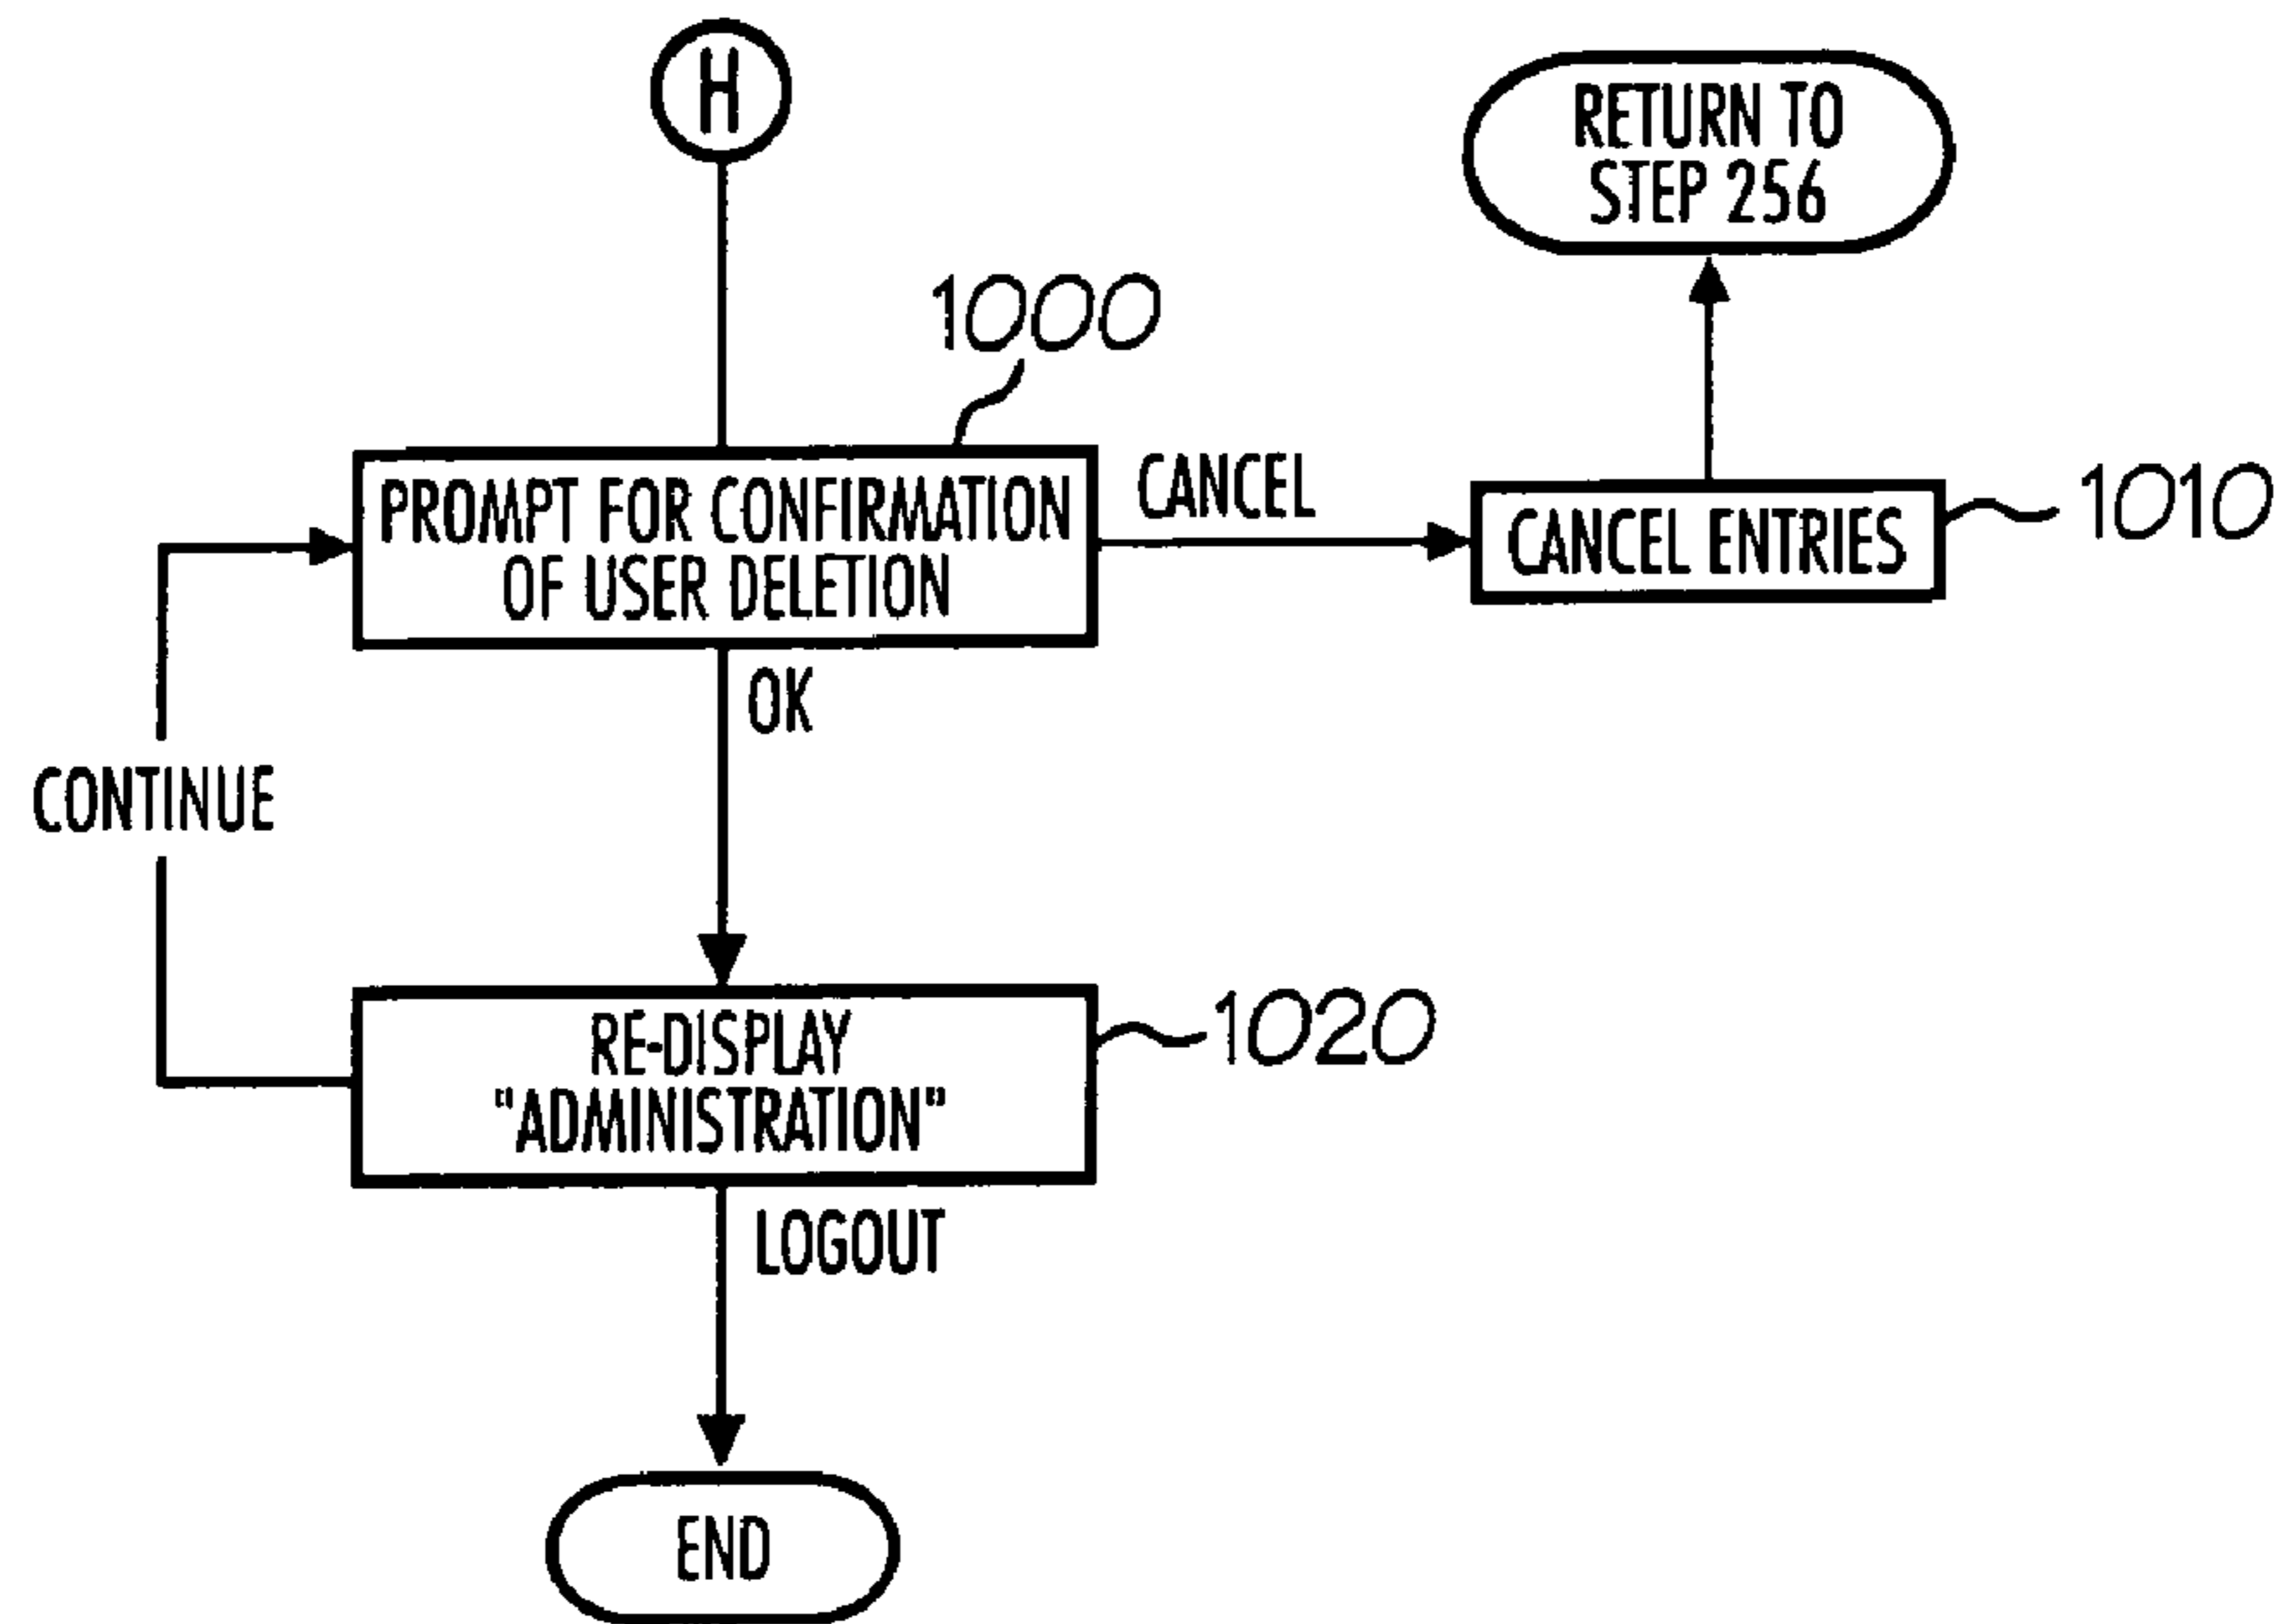 H
RETURN TO
STEP 256
1000
PROMPT FOR CONFIRMATION
OF USER DELETION
CANCEL
CANCEL ENTRIES
1010
OK
CONTINUE
RE-DISPLAY
"ADMINISTRATION"
1020
LOGOUT
END